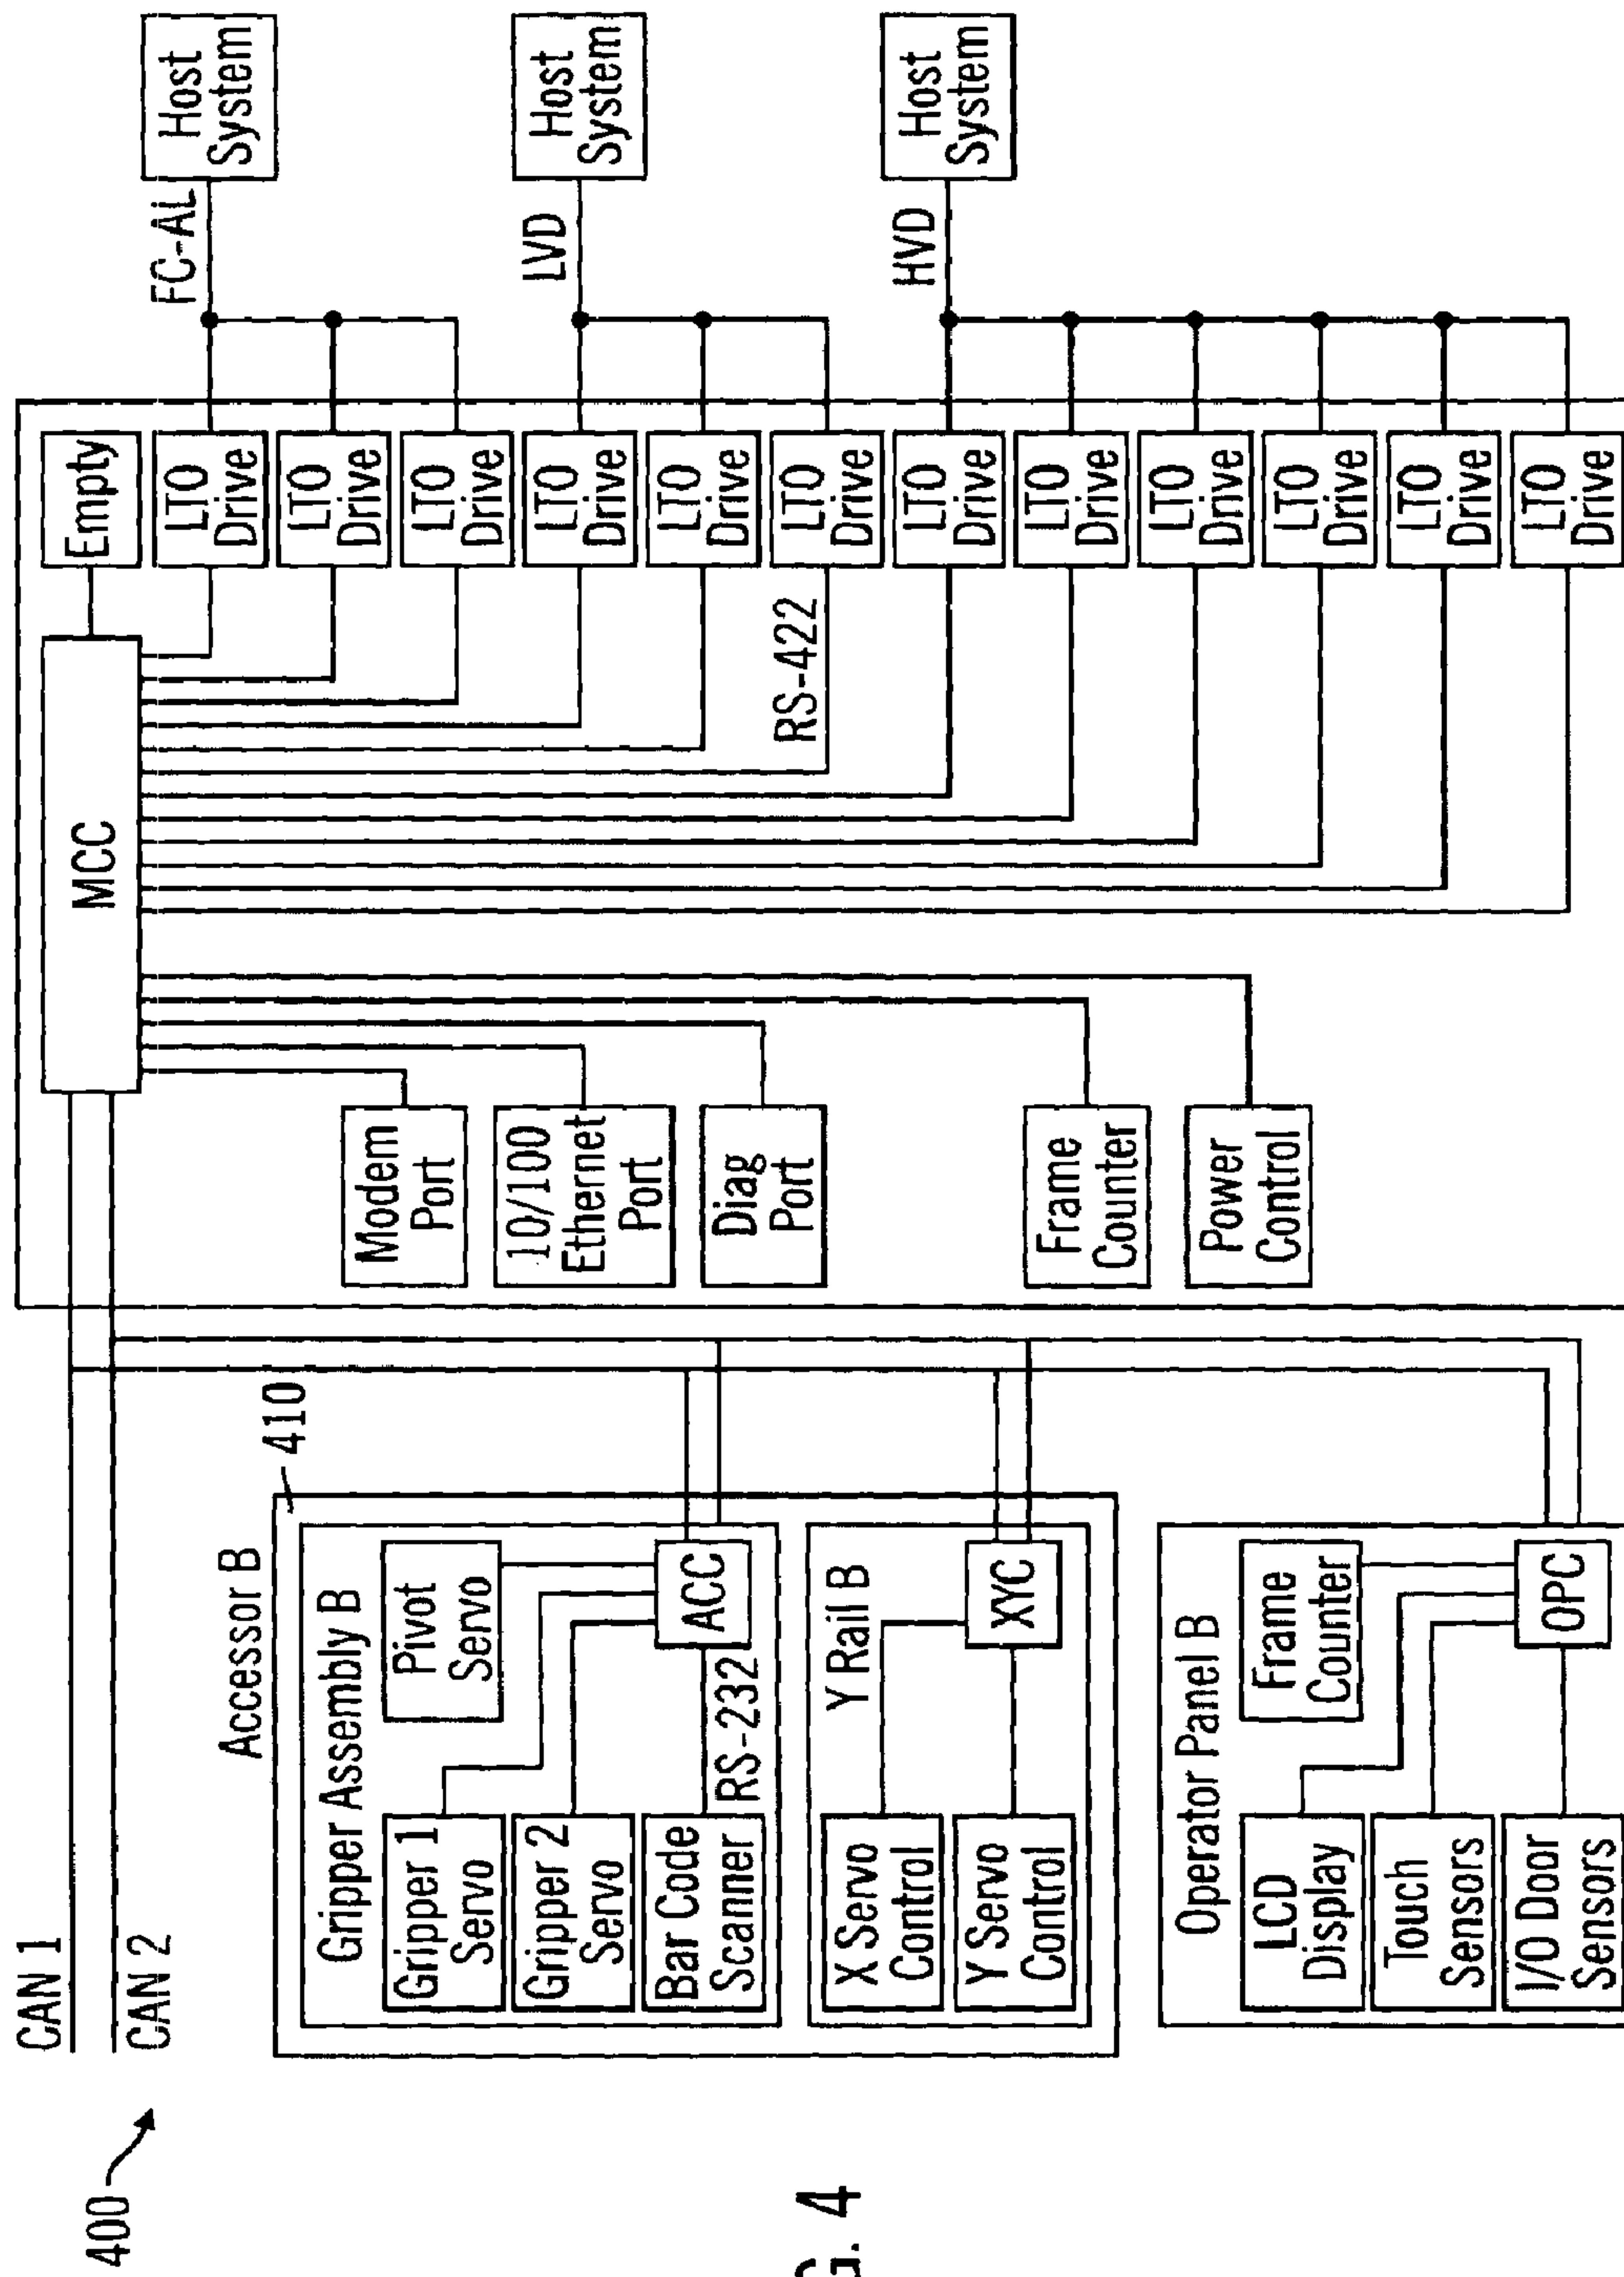 400
CAN 1
CAN 2
Accessor B
410
Gripper Assembly B
Gripper 1
Servo
Pivot
Servo
Gripper 2
Servo
Bar Code
Scanner
ACC
RS-232
Y Rail B
X Servo
Control
Y Servo
Control
XYC
Operator Panel B
LCD
Display
Frame
Counter
Touch
Sensors
I/O Door
Sensors
OPC
MCC
Modem
Port
10/100
Ethernet
Port
Diag
Port
Frame
Counter
Power
Control
RS-422
Empty
LTO
Drive
LTO
Drive
LTO
Drive
LTO
Drive
LTO
Drive
LTO
Drive
LTO
Drive
LTO
Drive
LTO
Drive
LTO
Drive
LTO
Drive
LTO
Drive
FC-AL
Host
System
LVD
Host
System
HVD
Host
System
G. 4